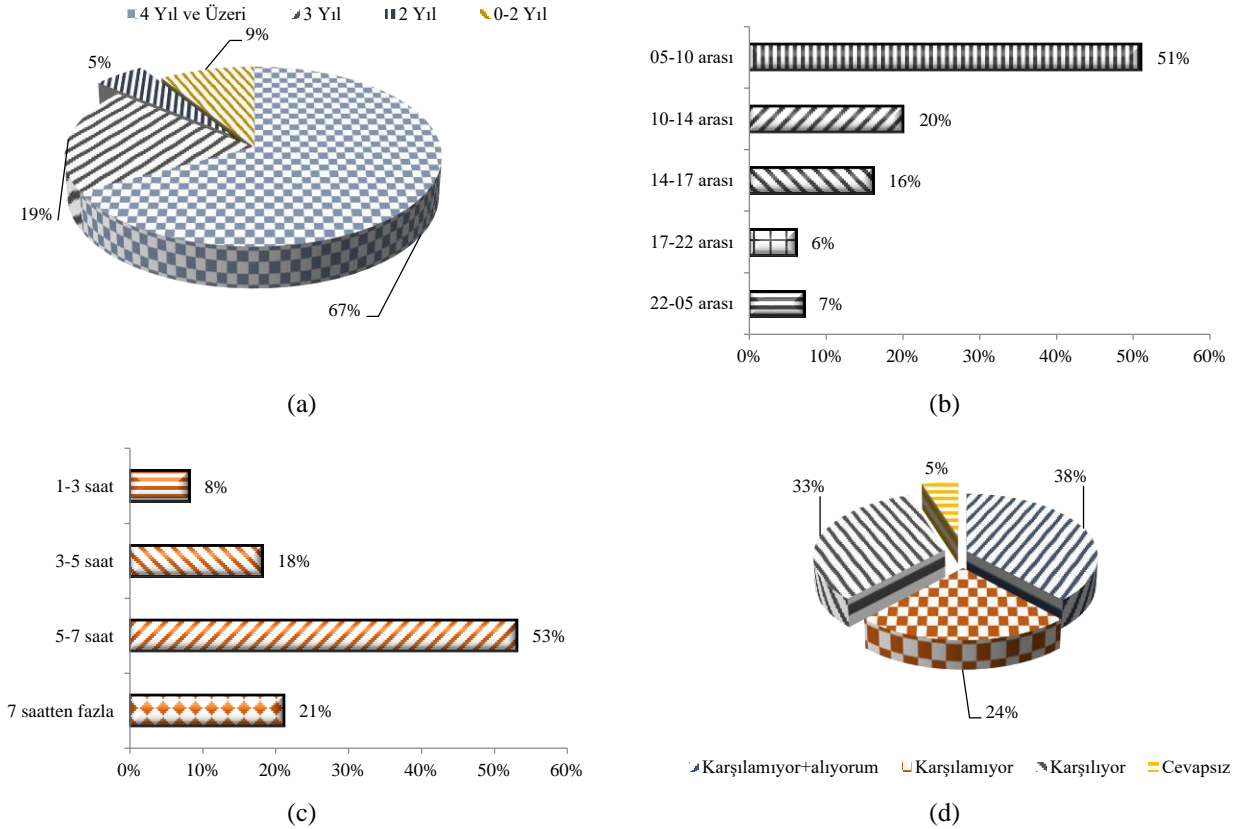 4 Yıl ve Üzeri 3 Yıl 2 Yıl 0-2 Yıl
9%
5%
19%
67%
(a)
05-10 arası 51%
10-14 arası 20%
14-17 arası 16%
17-22 arası 6%
22-05 arası 7%
0% 10% 20% 30% 40% 50% 60%
(b)
1-3 saat 8%
3-5 saat 18%
5-7 saat 53%
7 saatten fazla 21%
0% 10% 20% 30% 40% 50% 60%
(c)
5%
33% 38%
24%
Karşılamıyor+alıyorum Karşılamıyor Karşılıyor Cevapsız
(d)